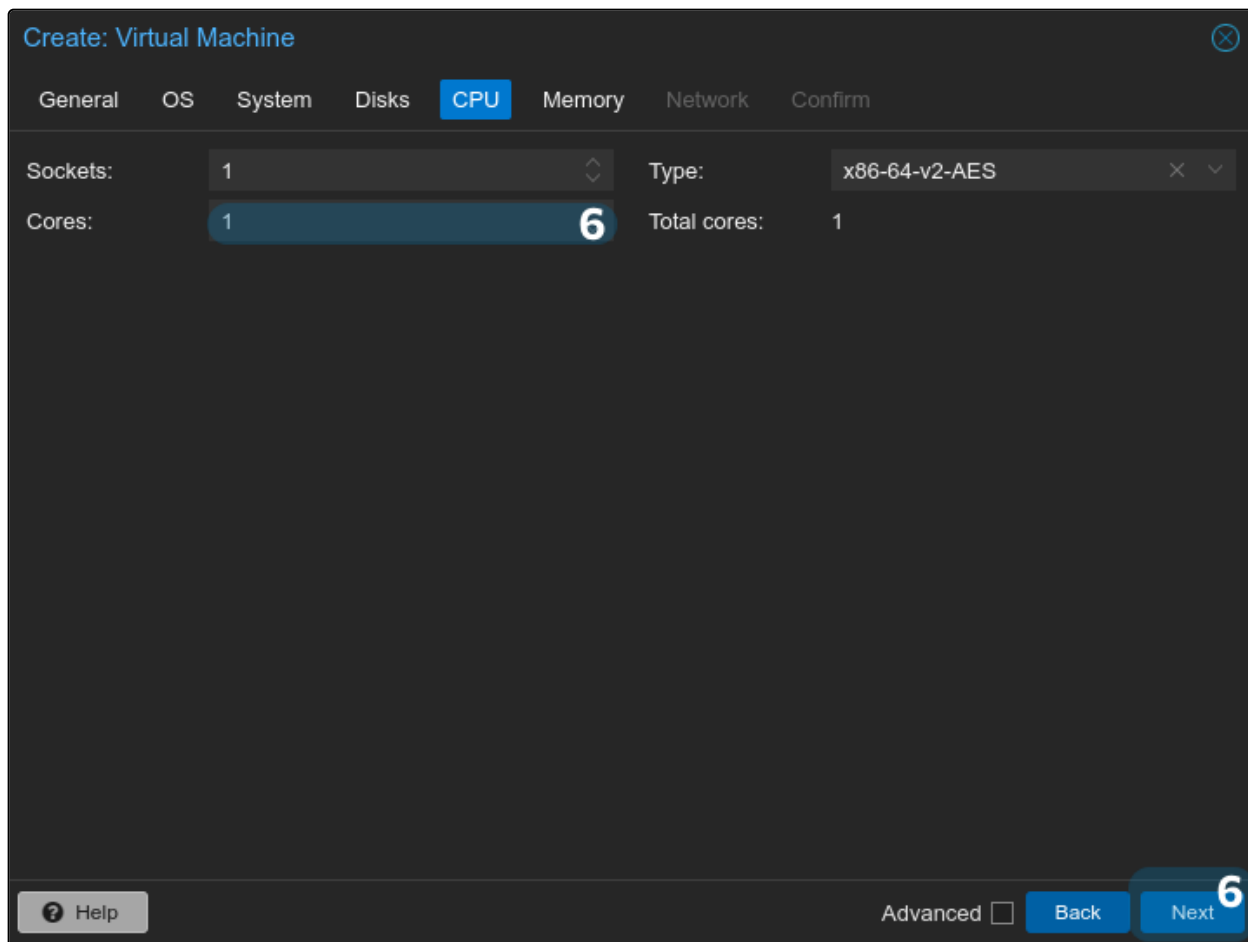 Create: Virtual Machine
General OS System Disks CPU Memory Network Confirm
Sockets: 1 Type: x86-64-v2-AES
Cores: 1 6 Total cores: 1
Help Advanced Back Next 6